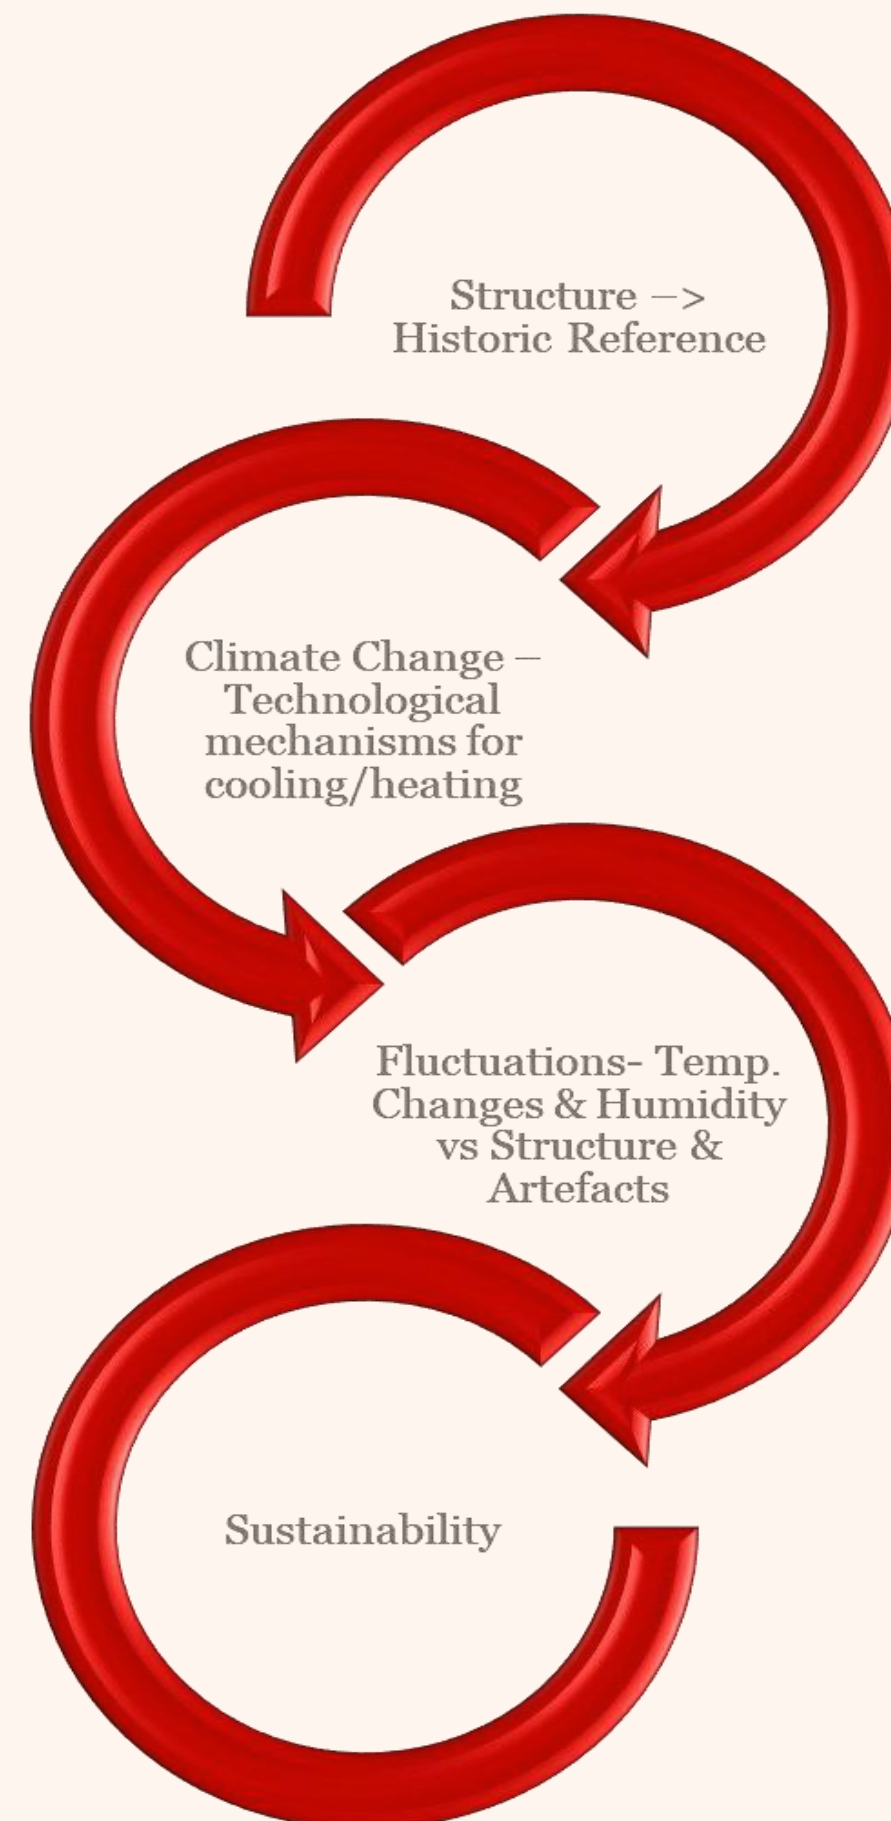 Structure –>
Historic Reference
Climate Change –
Technological
mechanisms for
cooling/heating
Fluctuations- Temp.
Changes & Humidity
vs Structure &
Artefacts
Sustainability